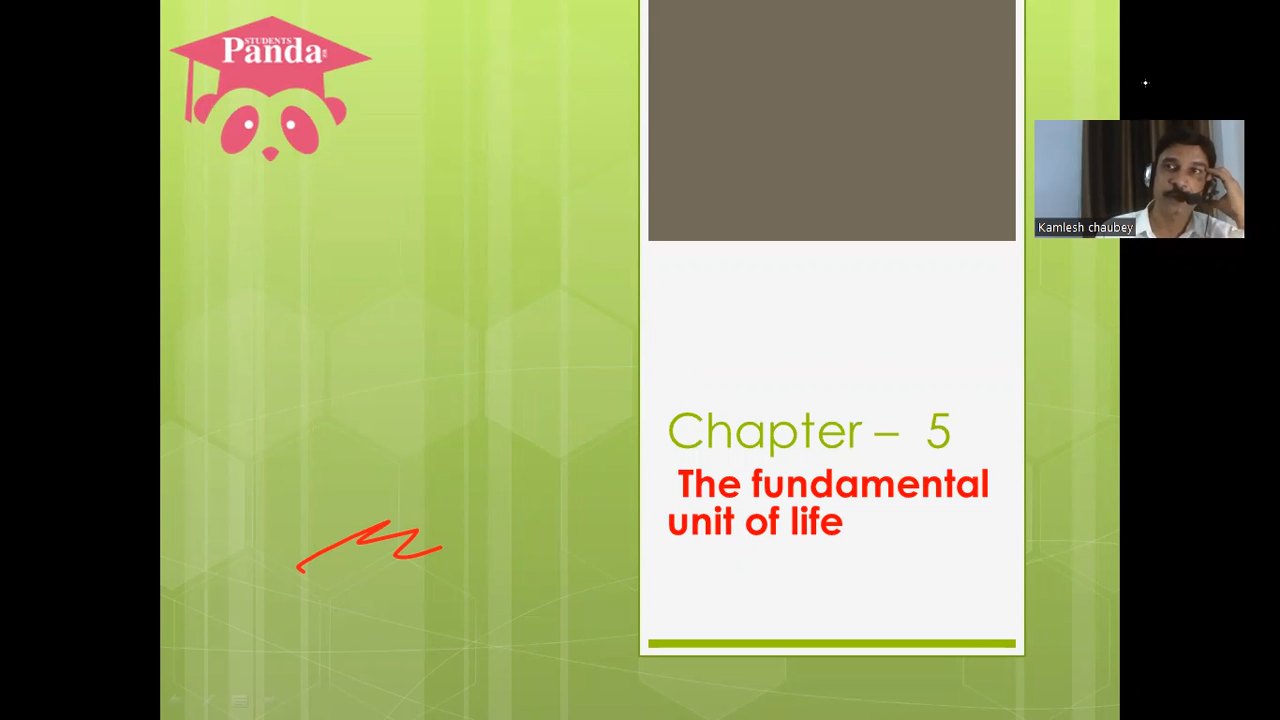 STUDENTS
Panda
Kamlesh chaubey
Chapter – 5
The fundamental
unit of life